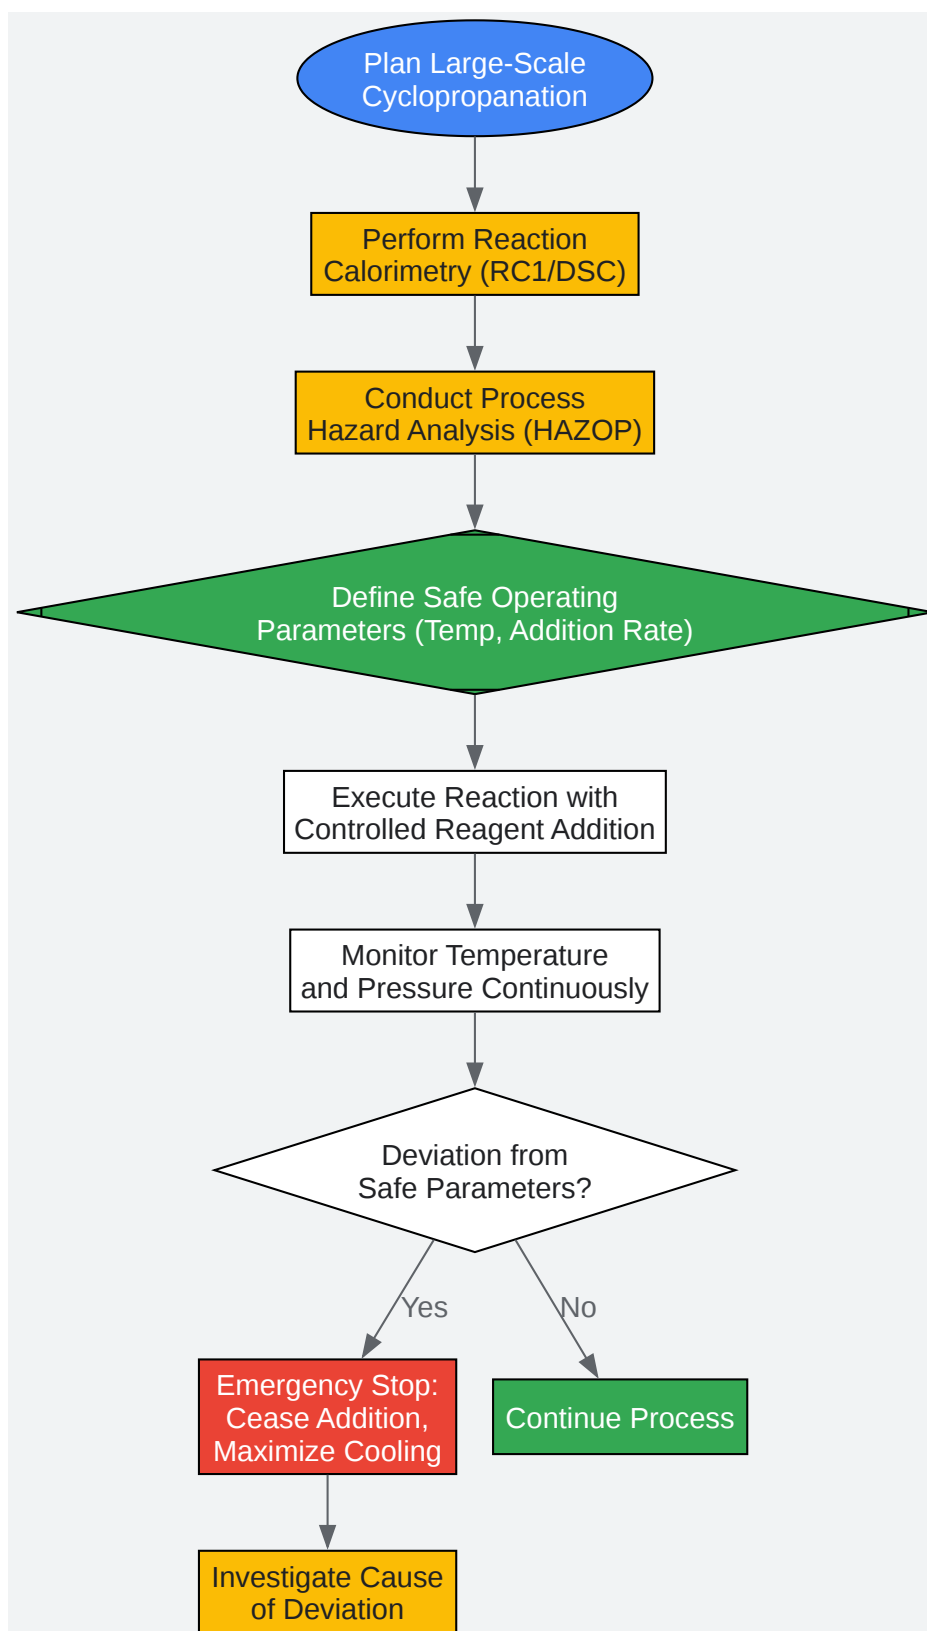 Plan Large-Scale
Cyclopropanation
Perform Reaction
Calorimetry (RC1/DSC)
Conduct Process
Hazard Analysis (HAZOP)
Define Safe Operating
Parameters (Temp, Addition Rate)
Execute Reaction with
Controlled Reagent Addition
Monitor Temperature
and Pressure Continuously
Deviation from
Safe Parameters?
Yes
No
Emergency Stop:
Cease Addition,
Maximize Cooling
Continue Process
Investigate Cause
of Deviation